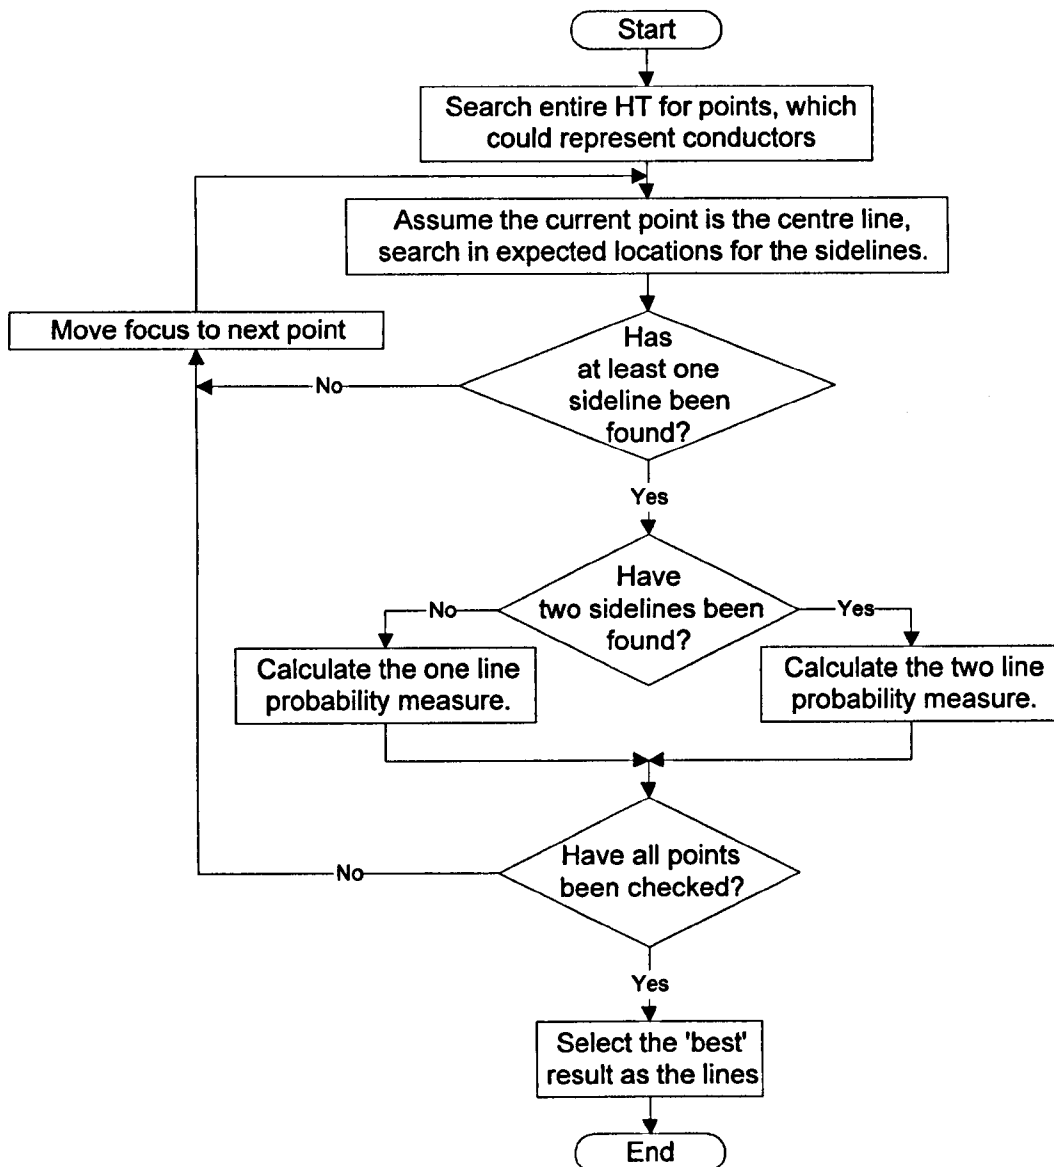 Start
Search entire HT for points, which
could represent conductors
Assume the current point is the centre line,
search in expected locations for the sidelines.
Move focus to next point
Has
at least one
sideline been
found?
No
Yes
Have
two sidelines been
found?
No
Yes
Calculate the one line
probability measure.
Calculate the two line
probability measure.
Have all points
been checked?
No
Yes
Select the 'best'
result as the lines
End